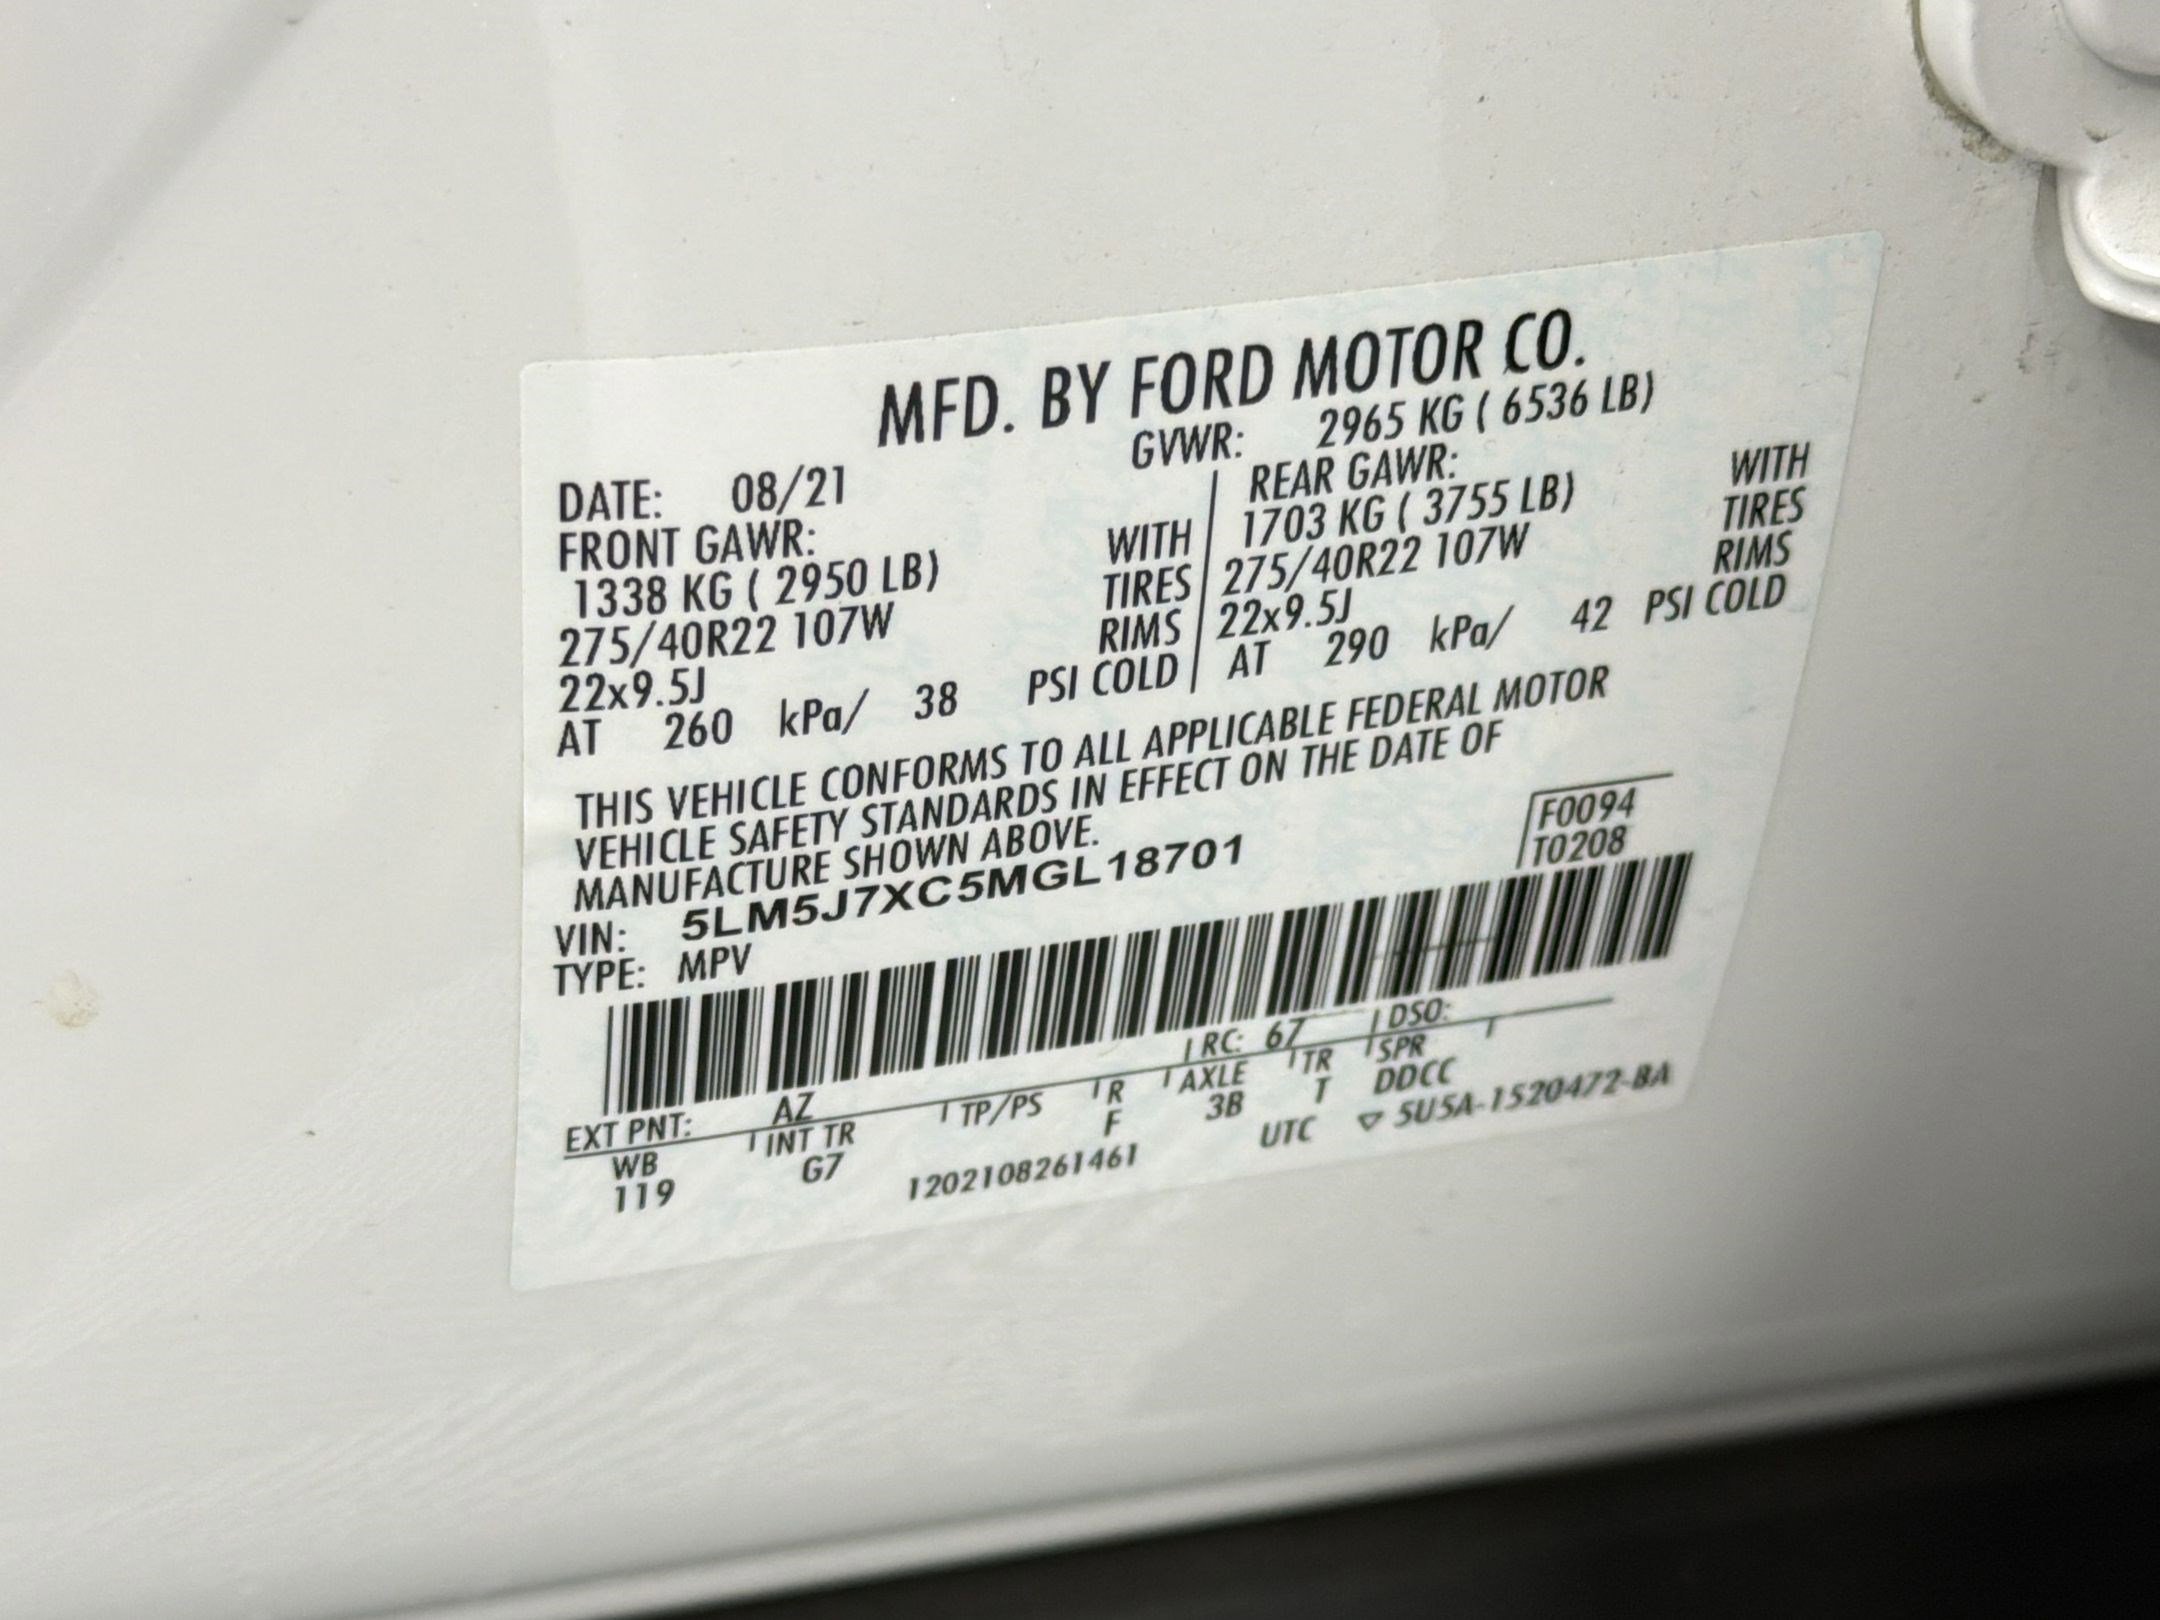 MFD. BY FORD MOTOR CO.
DATE: 08/21 GVWR: 2965 KG ( 6536 LB)
FRONT GAWR: REAR GAWR:
1338 KG ( 2950 LB) WITH 1703 KG ( 3755 LB) WITH
275/40R22 107W TIRES 275/40R22 107W TIRES
22x9.5J RIMS 22x9.5J RIMS
AT 260 kPa/ 38 PSI COLD AT 290 kPa/ 42 PSI COLD
THIS VEHICLE CONFORMS TO ALL APPLICABLE FEDERAL MOTOR
VEHICLE SAFETY STANDARDS IN EFFECT ON THE DATE OF
MANUFACTURE SHOWN ABOVE.
F0094
T0208
VIN: 5LM5J7XC5MGL18701
TYPE: MPV
EXT PNT: AZ RC: 67 DSO:
WB INT TR TP/PS R AXLE TR SPR
119 G7 F 3B T DDCC
1202108261461 UTC ▽ 5U5A-1520472-BA